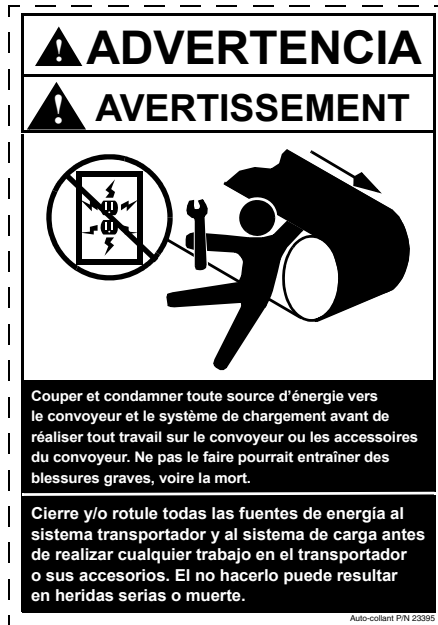 ADVERTENCIA
AVERTISSEMENT
Couper et condamner toute source d’énergie vers
le convoyeur et le système de chargement avant de
réaliser tout travail sur le convoyeur ou les accessoires
du convoyeur. Ne pas le faire pourrait entraîner des
blessures graves, voire la mort.
Cierre y/o rotule todas las fuentes de energía al
sistema transportador y al sistema de carga antes
de realizar cualquier trabajo en el transportador
o sus accesorios. El no hacerlo puede resultar
en heridas serias o muerte.
Auto-collant P/N 23395